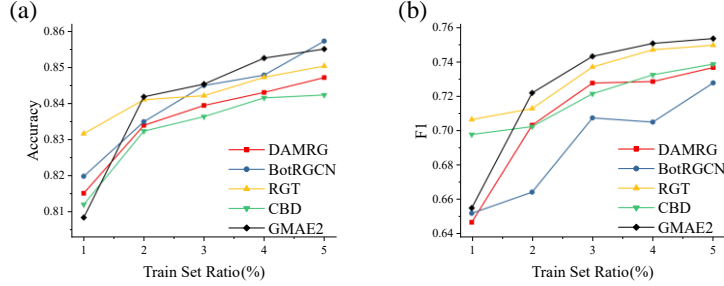 (a)
0.86
0.85
0.84
0.83
0.82
0.81
Accuracy
DAMRG
BotRGCN
RGT
CBD
GMAE2
1 2 3 4 5
Train Set Ratio(%)
(b)
0.76
0.74
0.72
0.70
0.68
0.66
0.64
F1
DAMRG
BotRGCN
RGT
CBD
GMAE2
1 2 3 4 5
Train Set Ratio(%)